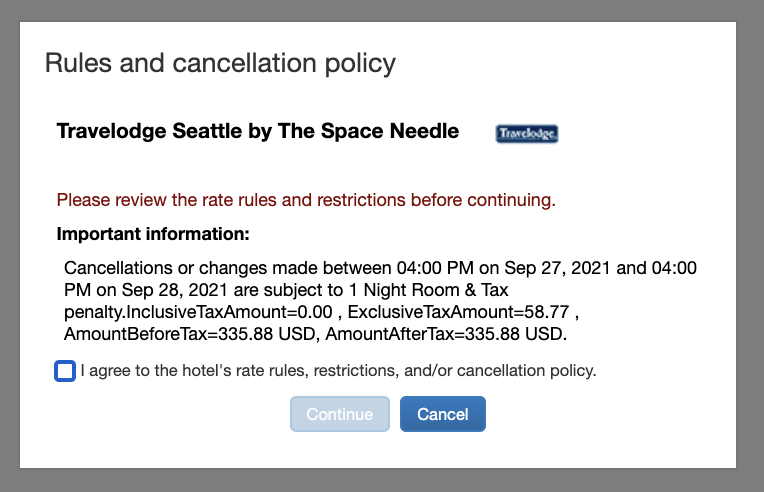 Rules and cancellation policy
Travelodge Seattle by The Space Needle
Travelodge
Please review the rate rules and restrictions before continuing.
Important information:
Cancellations or changes made between 04:00 PM on Sep 27, 2021 and 04:00
PM on Sep 28, 2021 are subject to 1 Night Room & Tax
penalty.InclusiveTaxAmount=0.00 , ExclusiveTaxAmount=58.77 ,
AmountBeforeTax=335.88 USD, AmountAfterTax=335.88 USD.
I agree to the hotel's rate rules, restrictions, and/or cancellation policy.
Continue
Cancel